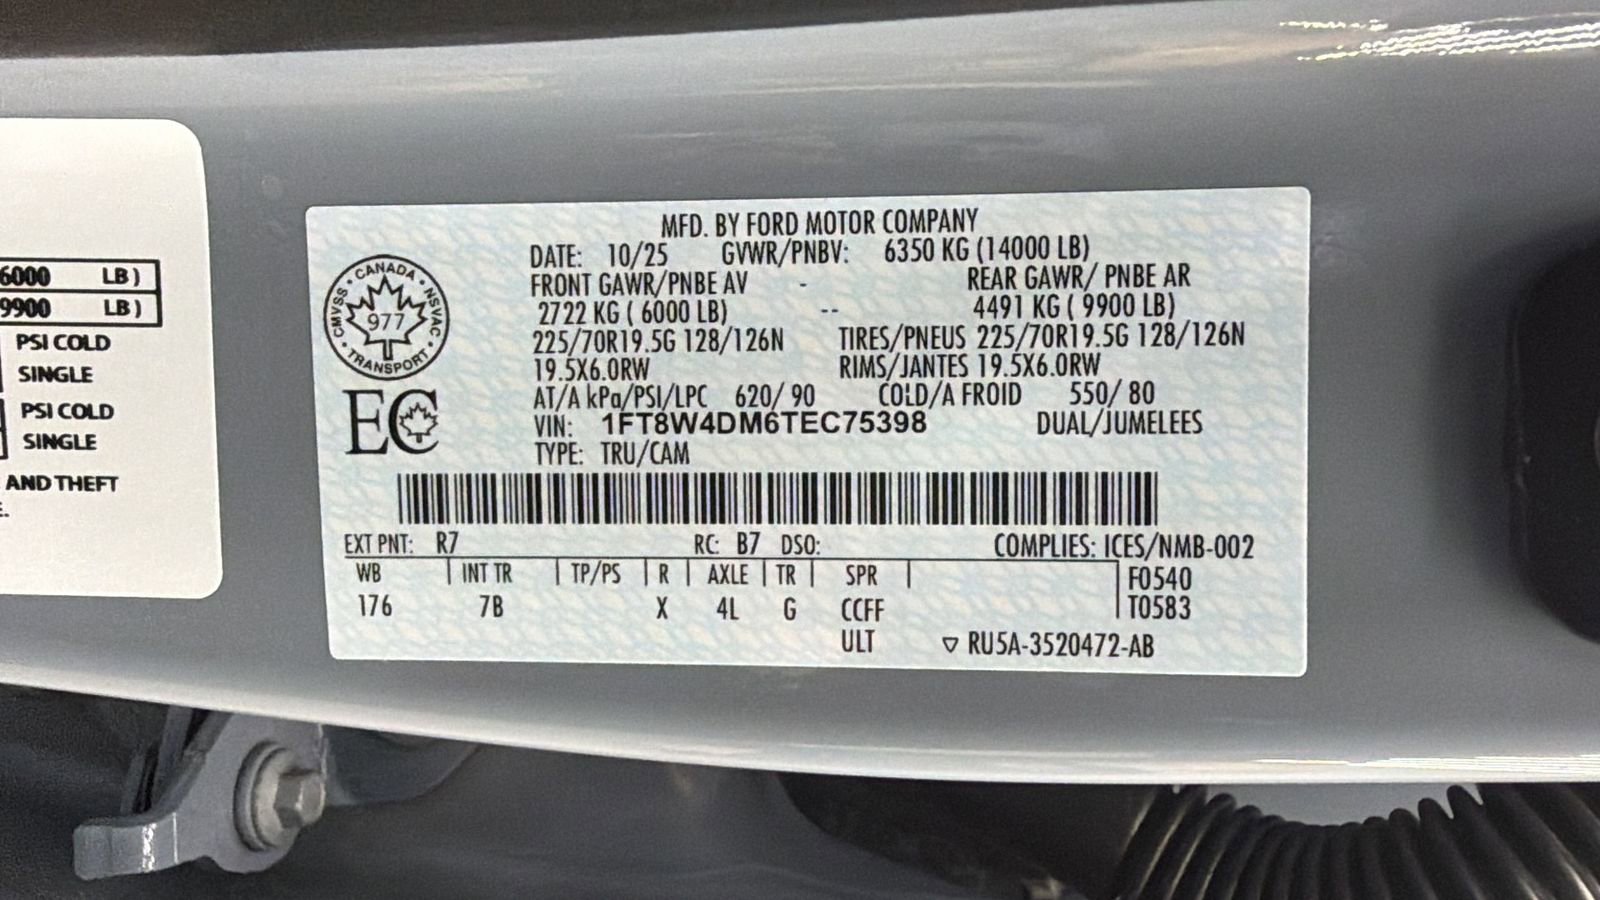 6000 LB)
9900 LB)
PSI COLD
SINGLE
PSI COLD
SINGLE
AND THEFT
MFD. BY FORD MOTOR COMPANY
DATE: 10/25 GVWR/PNBV: 6350 KG (14000 LB)
FRONT GAWR/PNBE AV - REAR GAWR/ PNBE AR
2722 KG ( 6000 LB) -- 4491 KG ( 9900 LB)
225/70R19.5G 128/126N TIRES/PNEUS 225/70R19.5G 128/126N
19.5X6.0RW RIMS/JANTES 19.5X6.0RW
AT/A kPa/PSI/LPC 620/ 90 COLD/A FROID 550/ 80
VIN: 1FT8W4DM6TEC75398 DUAL/JUMELEES
TYPE: TRU/CAM
CANADA
CMVSS • NSVAC
977
TRANSPORT
EC
EXT PNT: R7 RC: B7 DSO: COMPLIES: ICES/NMB-002
WB | INT TR | TP/PS | R | AXLE | TR | SPR | F0540
176 7B X 4L G CCFF T0583
ULT ▽ RU5A-3520472-AB